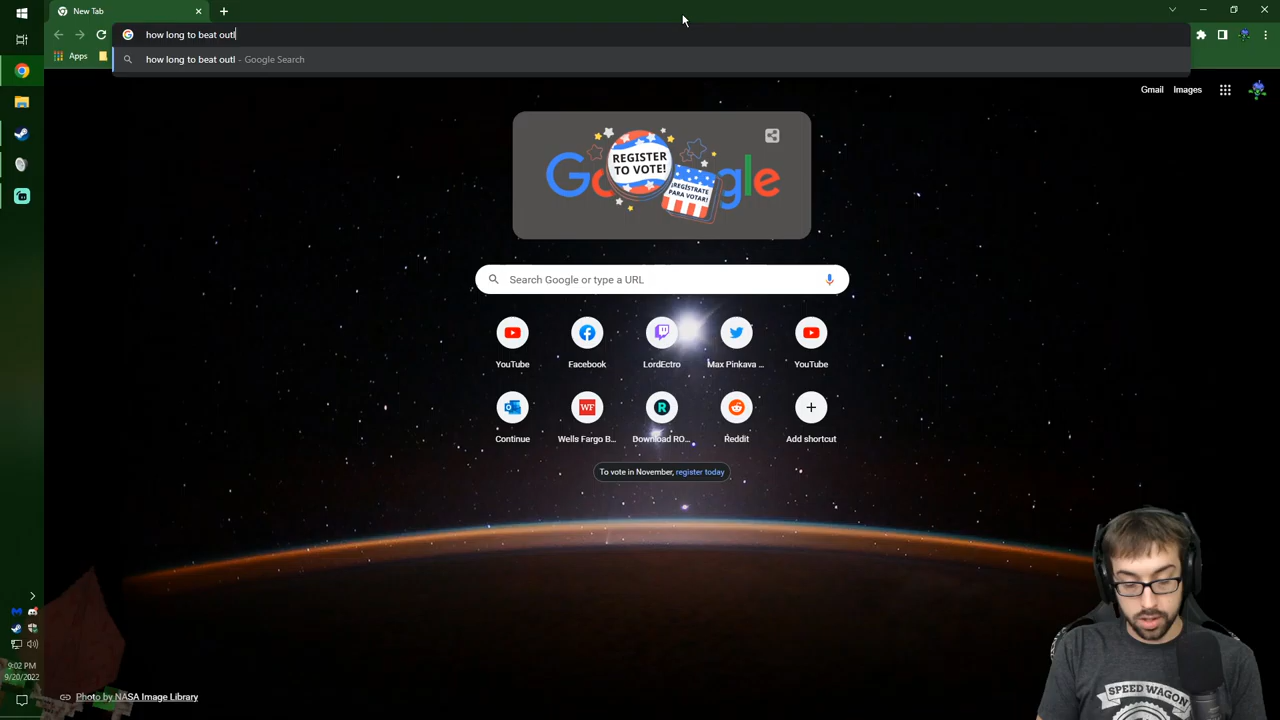 New Tab
how long to beat outl
how long to beat outl - Google Search
Apps
Gmail Images
Google
REGISTER
TO VOTE!
¡REGÍSTRATE
PARA VOTAR!
Search Google or type a URL
YouTube Facebook LordEctro Max Pinkava ... YouTube
WF
R
Continue Wells Fargo B... Download RO... Reddit Add shortcut
To vote in November, register today
9:02 PM
9/20/2022
Photo by NASA Image Library
SPEED WAGON